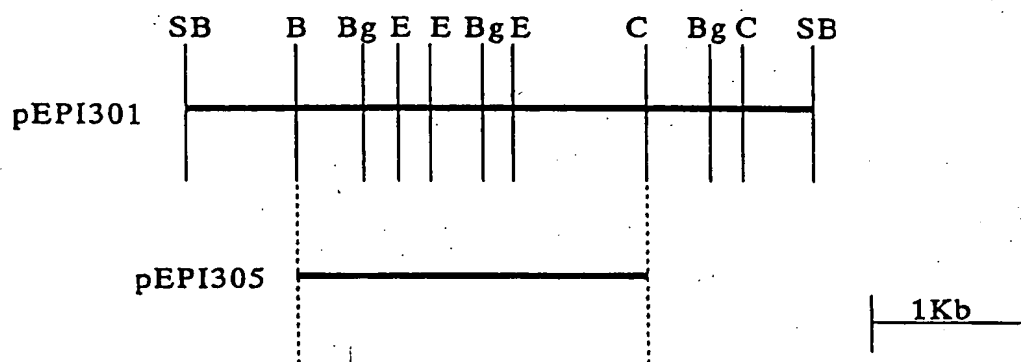 SB B Bg E E Bg E C Bg C SB
pEPI301
pEPI305
1Kb